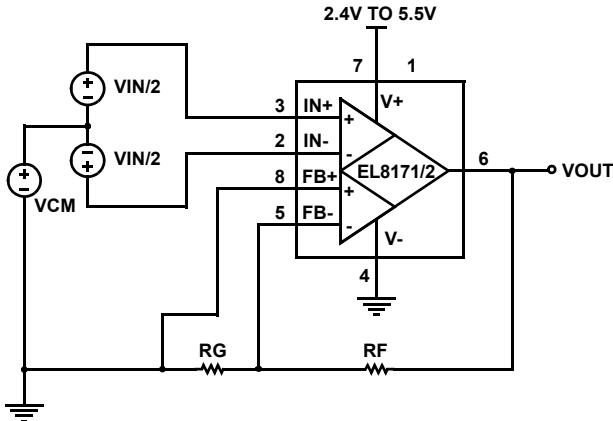 2.4V TO 5.5V
7 1
V+
VIN/2
+
−
3 IN+
+
2 IN-
-
−
+
VIN/2
6
EL8171/2
VOUT
8 FB+
+
+
−
VCM
5 FB-
-
V-
4
RG
RF